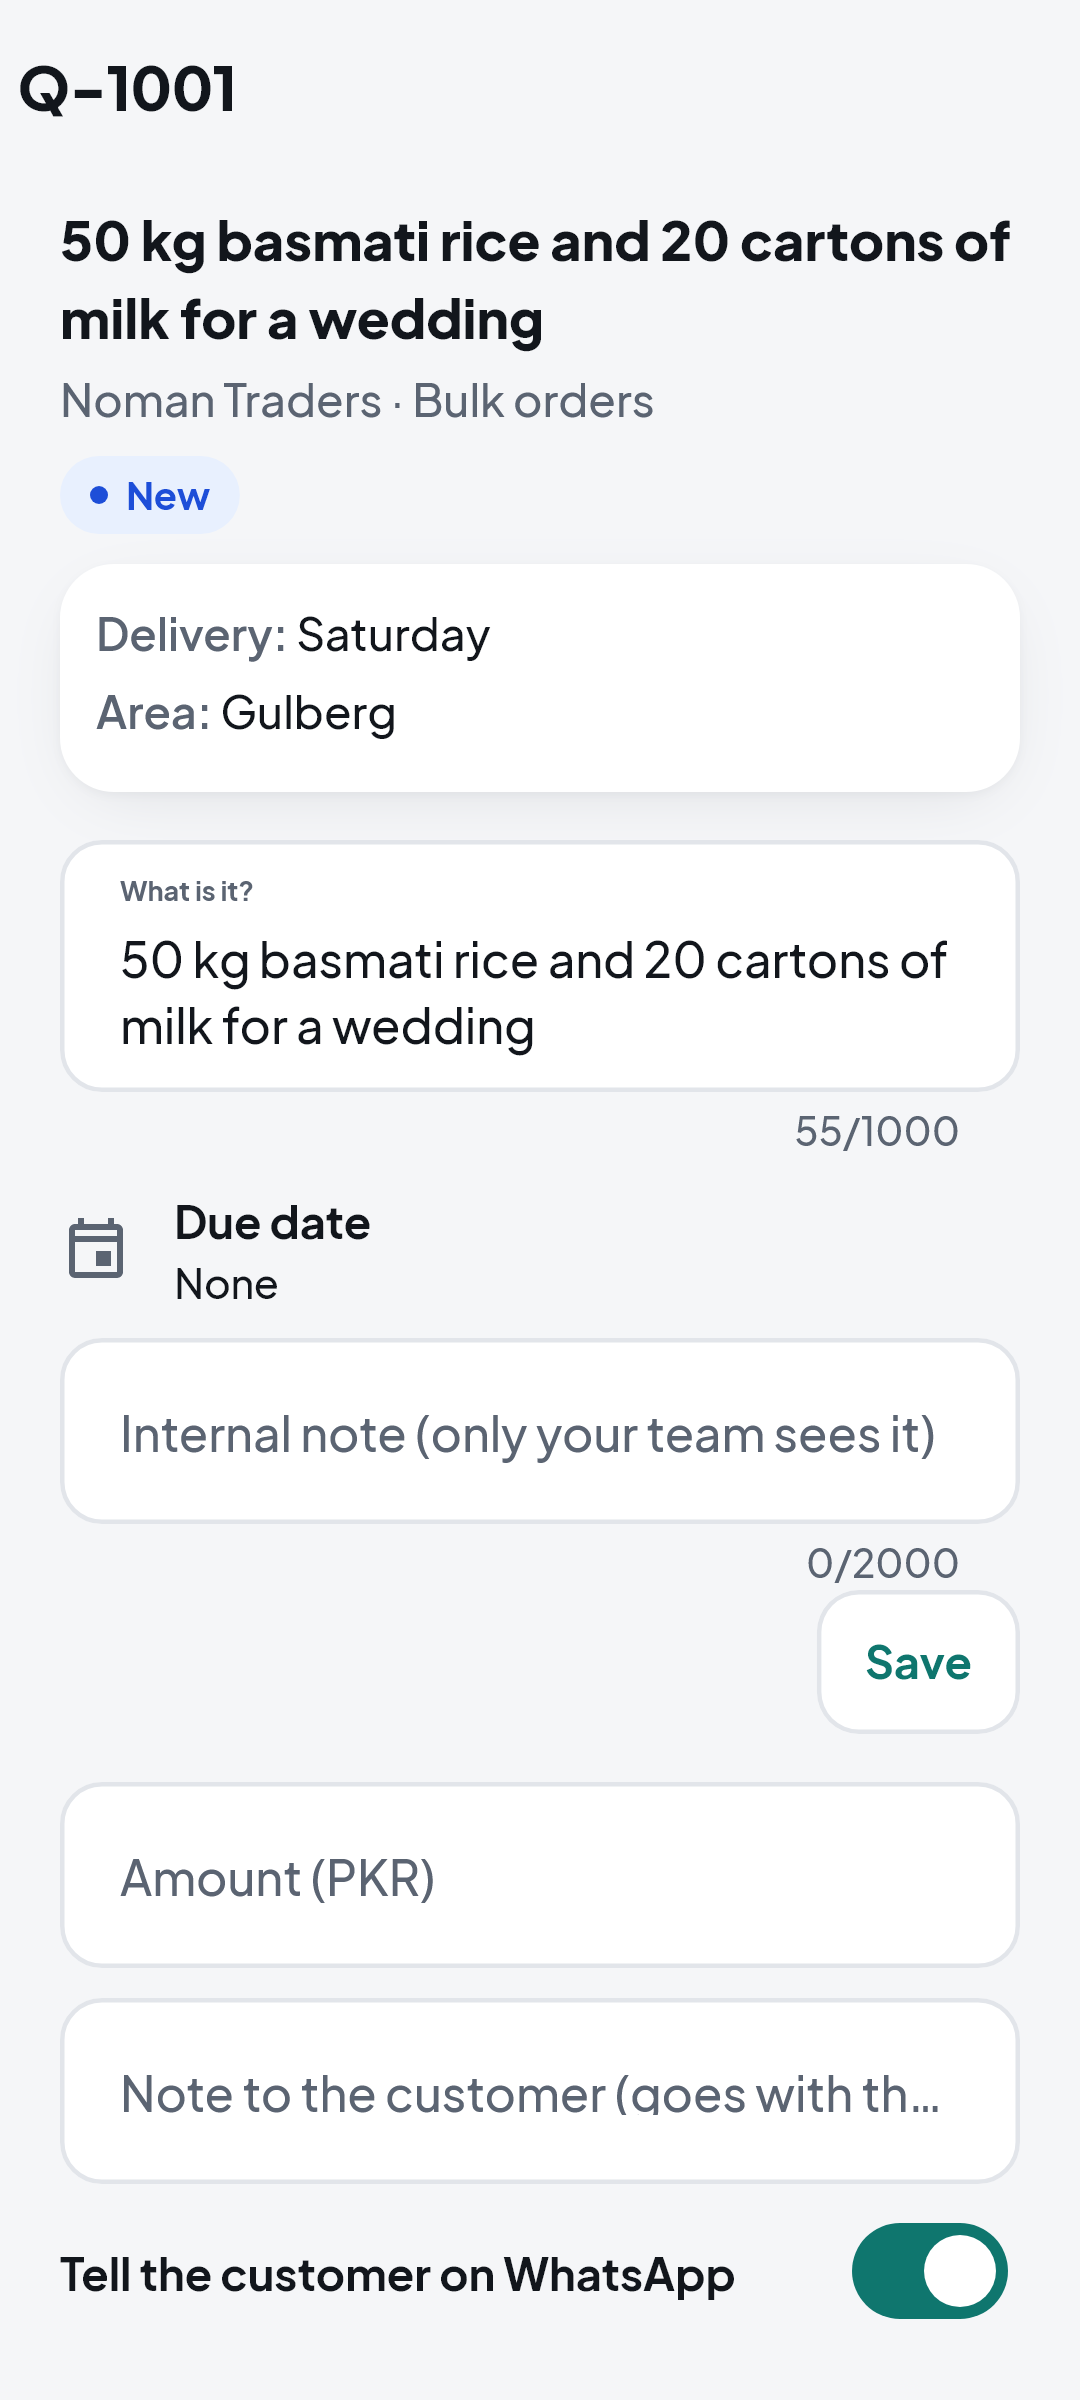 Q-1001
50 kg basmati rice and 20 cartons of
milk for a wedding
Noman Traders · Bulk orders
New
Delivery: Saturday
Area: Gulberg
What is it?
50 kg basmati rice and 20 cartons of
milk for a wedding
55/1000
Due date
None
Internal note (only your team sees it)
0/2000
Save
Amount (PKR)
Note to the customer (goes with th...
Tell the customer on WhatsApp